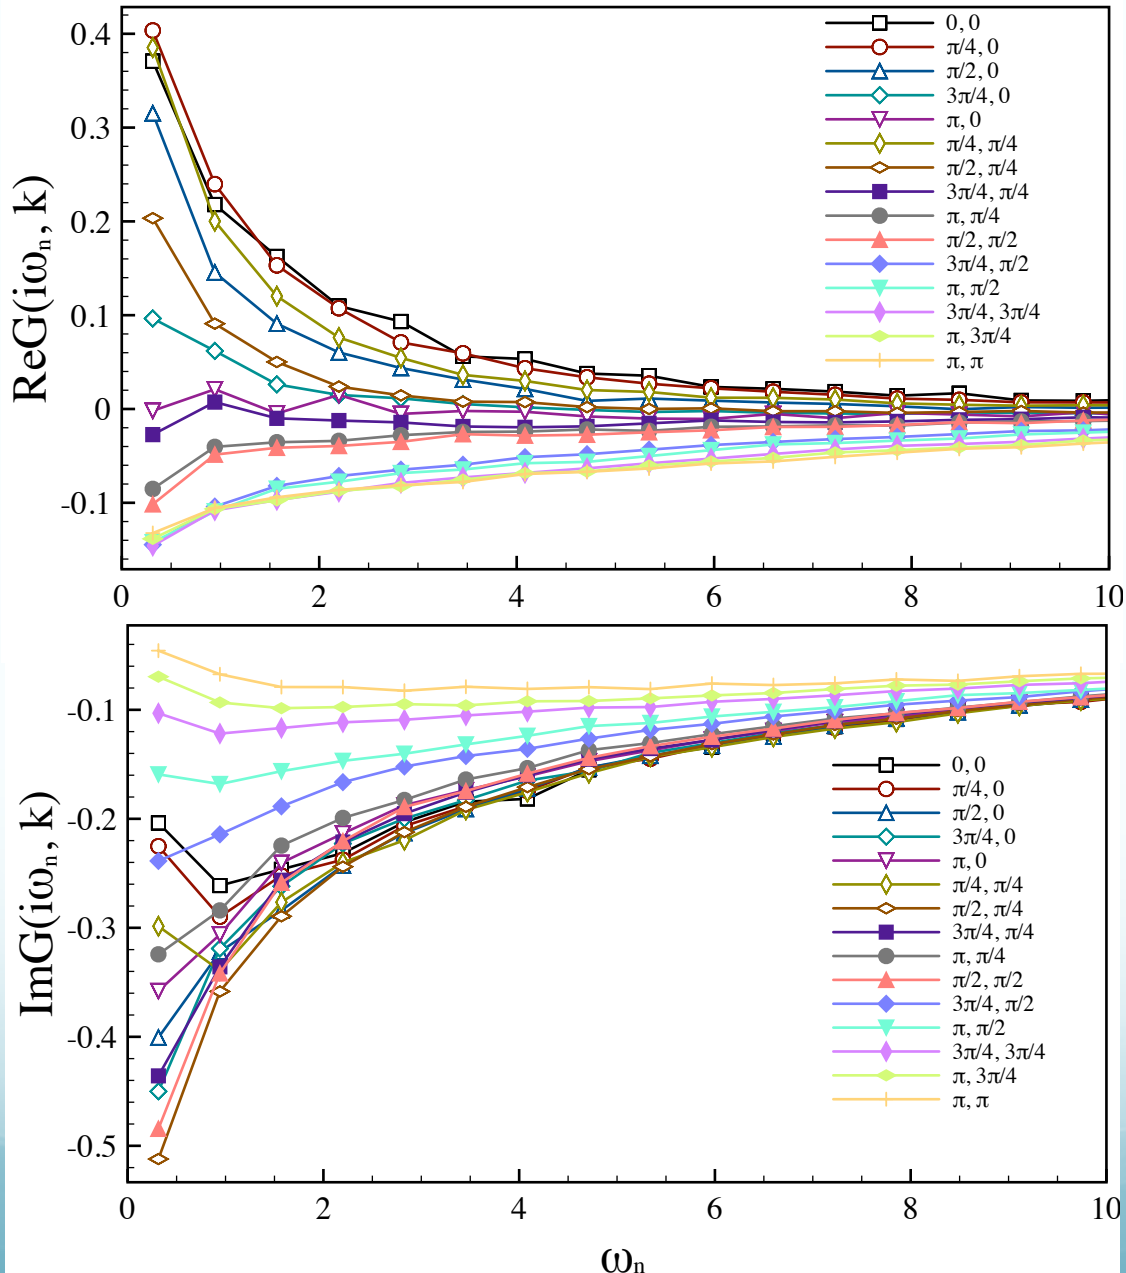 0.4
0.3
0.2
0.1
0
-0.1
ReG(iωn, k)
0, 0
π/4, 0
π/2, 0
3π/4, 0
π, 0
π/4, π/4
π/2, π/4
3π/4, π/4
π, π/4
π/2, π/2
3π/4, π/2
π, π/2
3π/4, 3π/4
π, 3π/4
π, π
0 2 4 6 8 10
-0.1
-0.2
-0.3
-0.4
-0.5
ImG(iωn, k)
0, 0
π/4, 0
π/2, 0
3π/4, 0
π, 0
π/4, π/4
π/2, π/4
3π/4, π/4
π, π/4
π/2, π/2
3π/4, π/2
π, π/2
3π/4, 3π/4
π, 3π/4
π, π
0 2 4 6 8 10
ωn